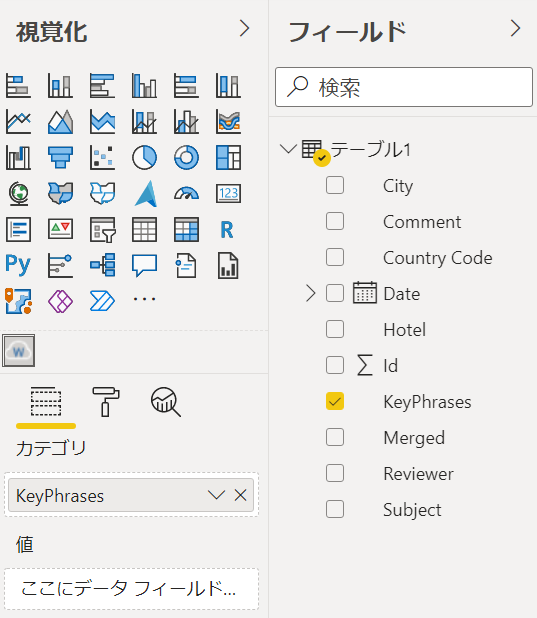 視覚化
123
R
Py
W
カテゴリ
KeyPhrases
値
ここにデータ フィールド...
フィールド
検索
テーブル1
City
Comment
Country Code
Date
Hotel
Id
KeyPhrases
Merged
Reviewer
Subject